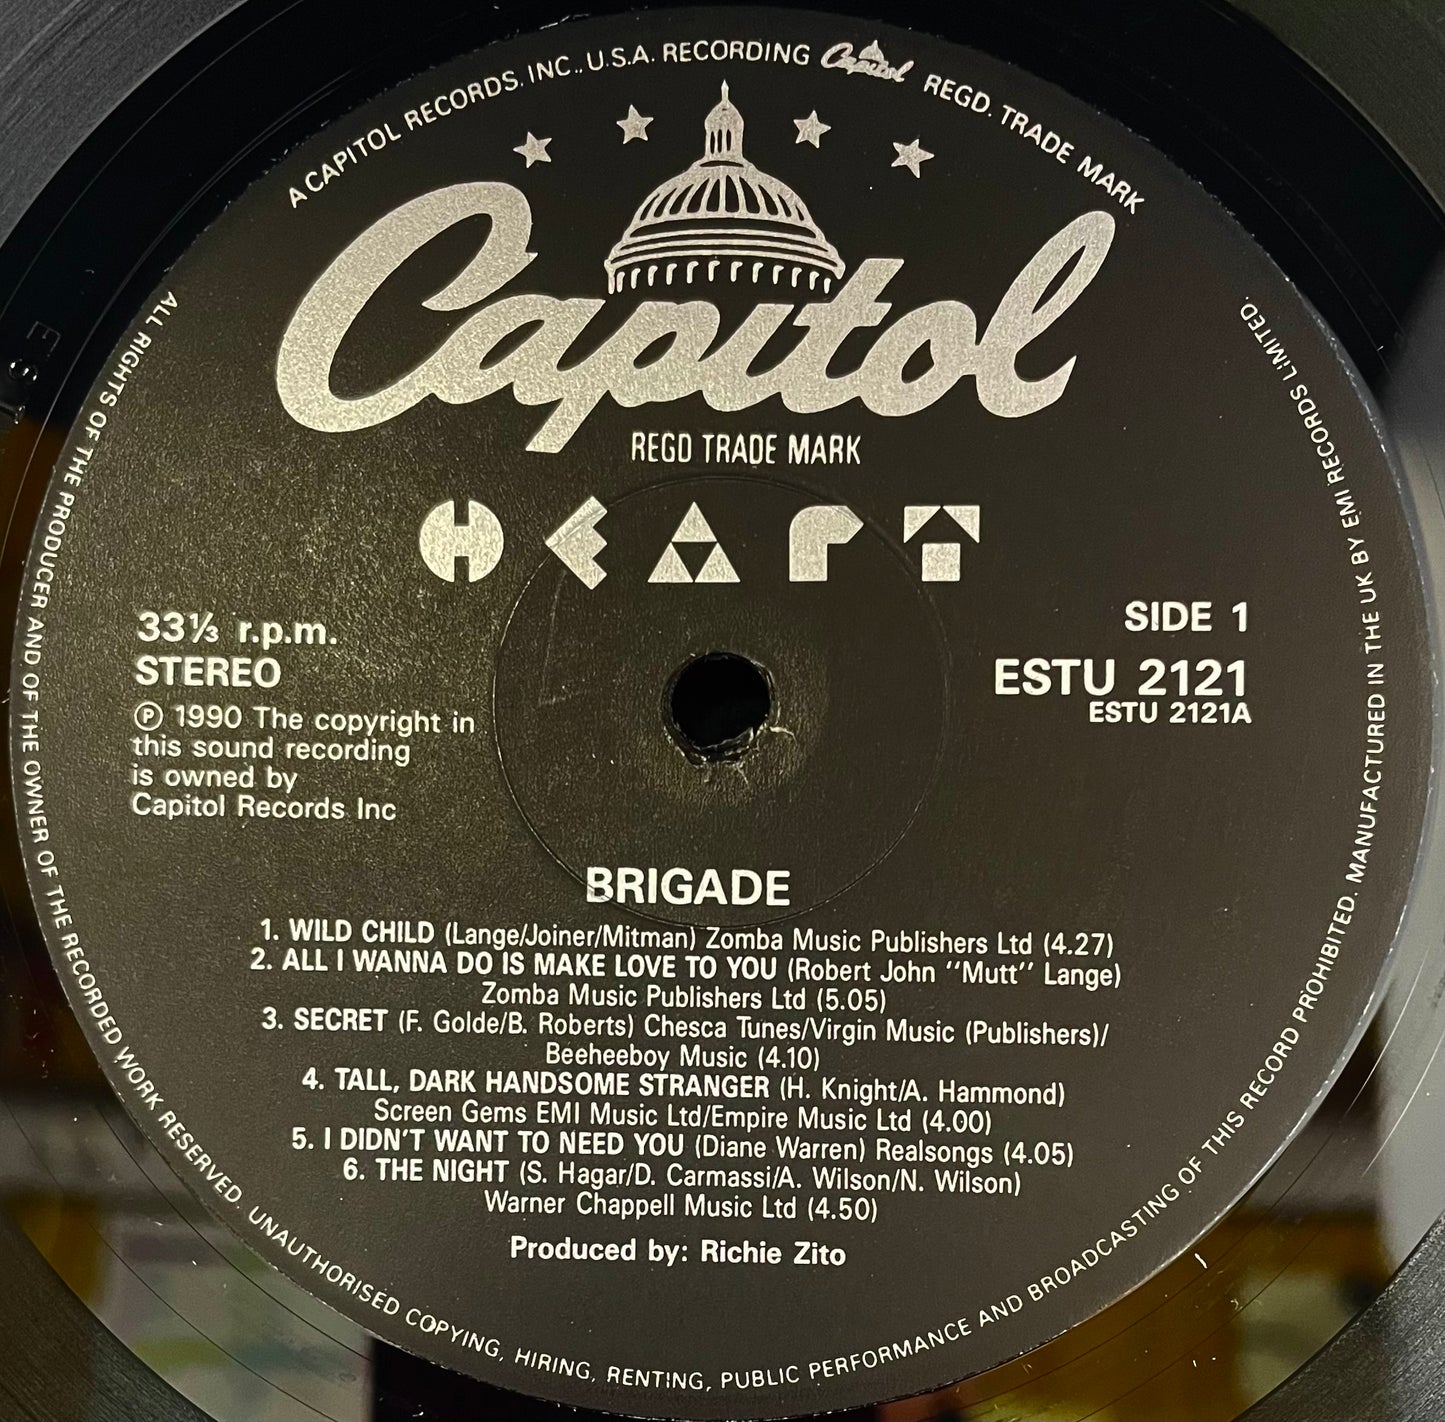 A CAPITOL RECORDS, INC., U.S.A. RECORDING Capitol REGD. TRADE MARK
Capitol
REGD TRADE MARK
HEART
33⅓ r.p.m.
STEREO
℗ 1990 The copyright in
this sound recording
is owned by
Capitol Records Inc
SIDE 1
ESTU 2121
ESTU 2121A
BRIGADE
1. WILD CHILD (Lange/Joiner/Mitman) Zomba Music Publishers Ltd (4.27)
2. ALL I WANNA DO IS MAKE LOVE TO YOU (Robert John "Mutt" Lange)
Zomba Music Publishers Ltd (5.05)
3. SECRET (F. Golde/B. Roberts) Chesca Tunes/Virgin Music (Publishers)/
Beeheeboy Music (4.10)
4. TALL, DARK HANDSOME STRANGER (H. Knight/A. Hammond)
Screen Gems EMI Music Ltd/Empire Music Ltd (4.00)
5. I DIDN'T WANT TO NEED YOU (Diane Warren) Realsongs (4.05)
6. THE NIGHT (S. Hagar/D. Carmassi/A. Wilson/N. Wilson)
Warner Chappell Music Ltd (4.50)
Produced by: Richie Zito
ALL RIGHTS OF THE PRODUCER AND OF THE OWNER OF THE RECORDED WORK RESERVED. UNAUTHORISED COPYING, HIRING, RENTING, PUBLIC PERFORMANCE AND BROADCASTING OF THIS RECORD PROHIBITED. MANUFACTURED IN THE UK BY EMI RECORDS LIMITED.